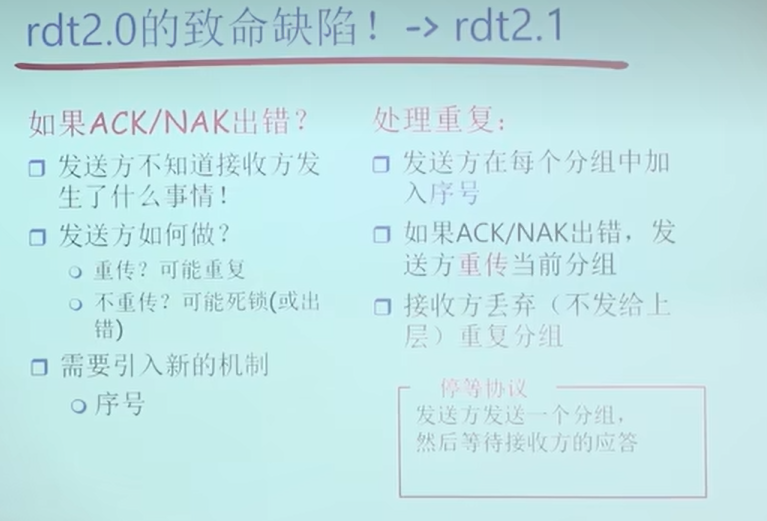 rdt2.0的致命缺陷！-> rdt2.1
如果ACK/NAK出错？
发送方不知道接收方发
生了什么事情！
发送方如何做？
重传？可能重复
不重传？可能死锁(或出
错)
需要引入新的机制
序号
处理重复：
发送方在每个分组中加
入序号
如果ACK/NAK出错，发
送方重传当前分组
接收方丢弃（不发给上
层）重复分组
停等协议
发送方发送一个分组，
然后等待接收方的应答